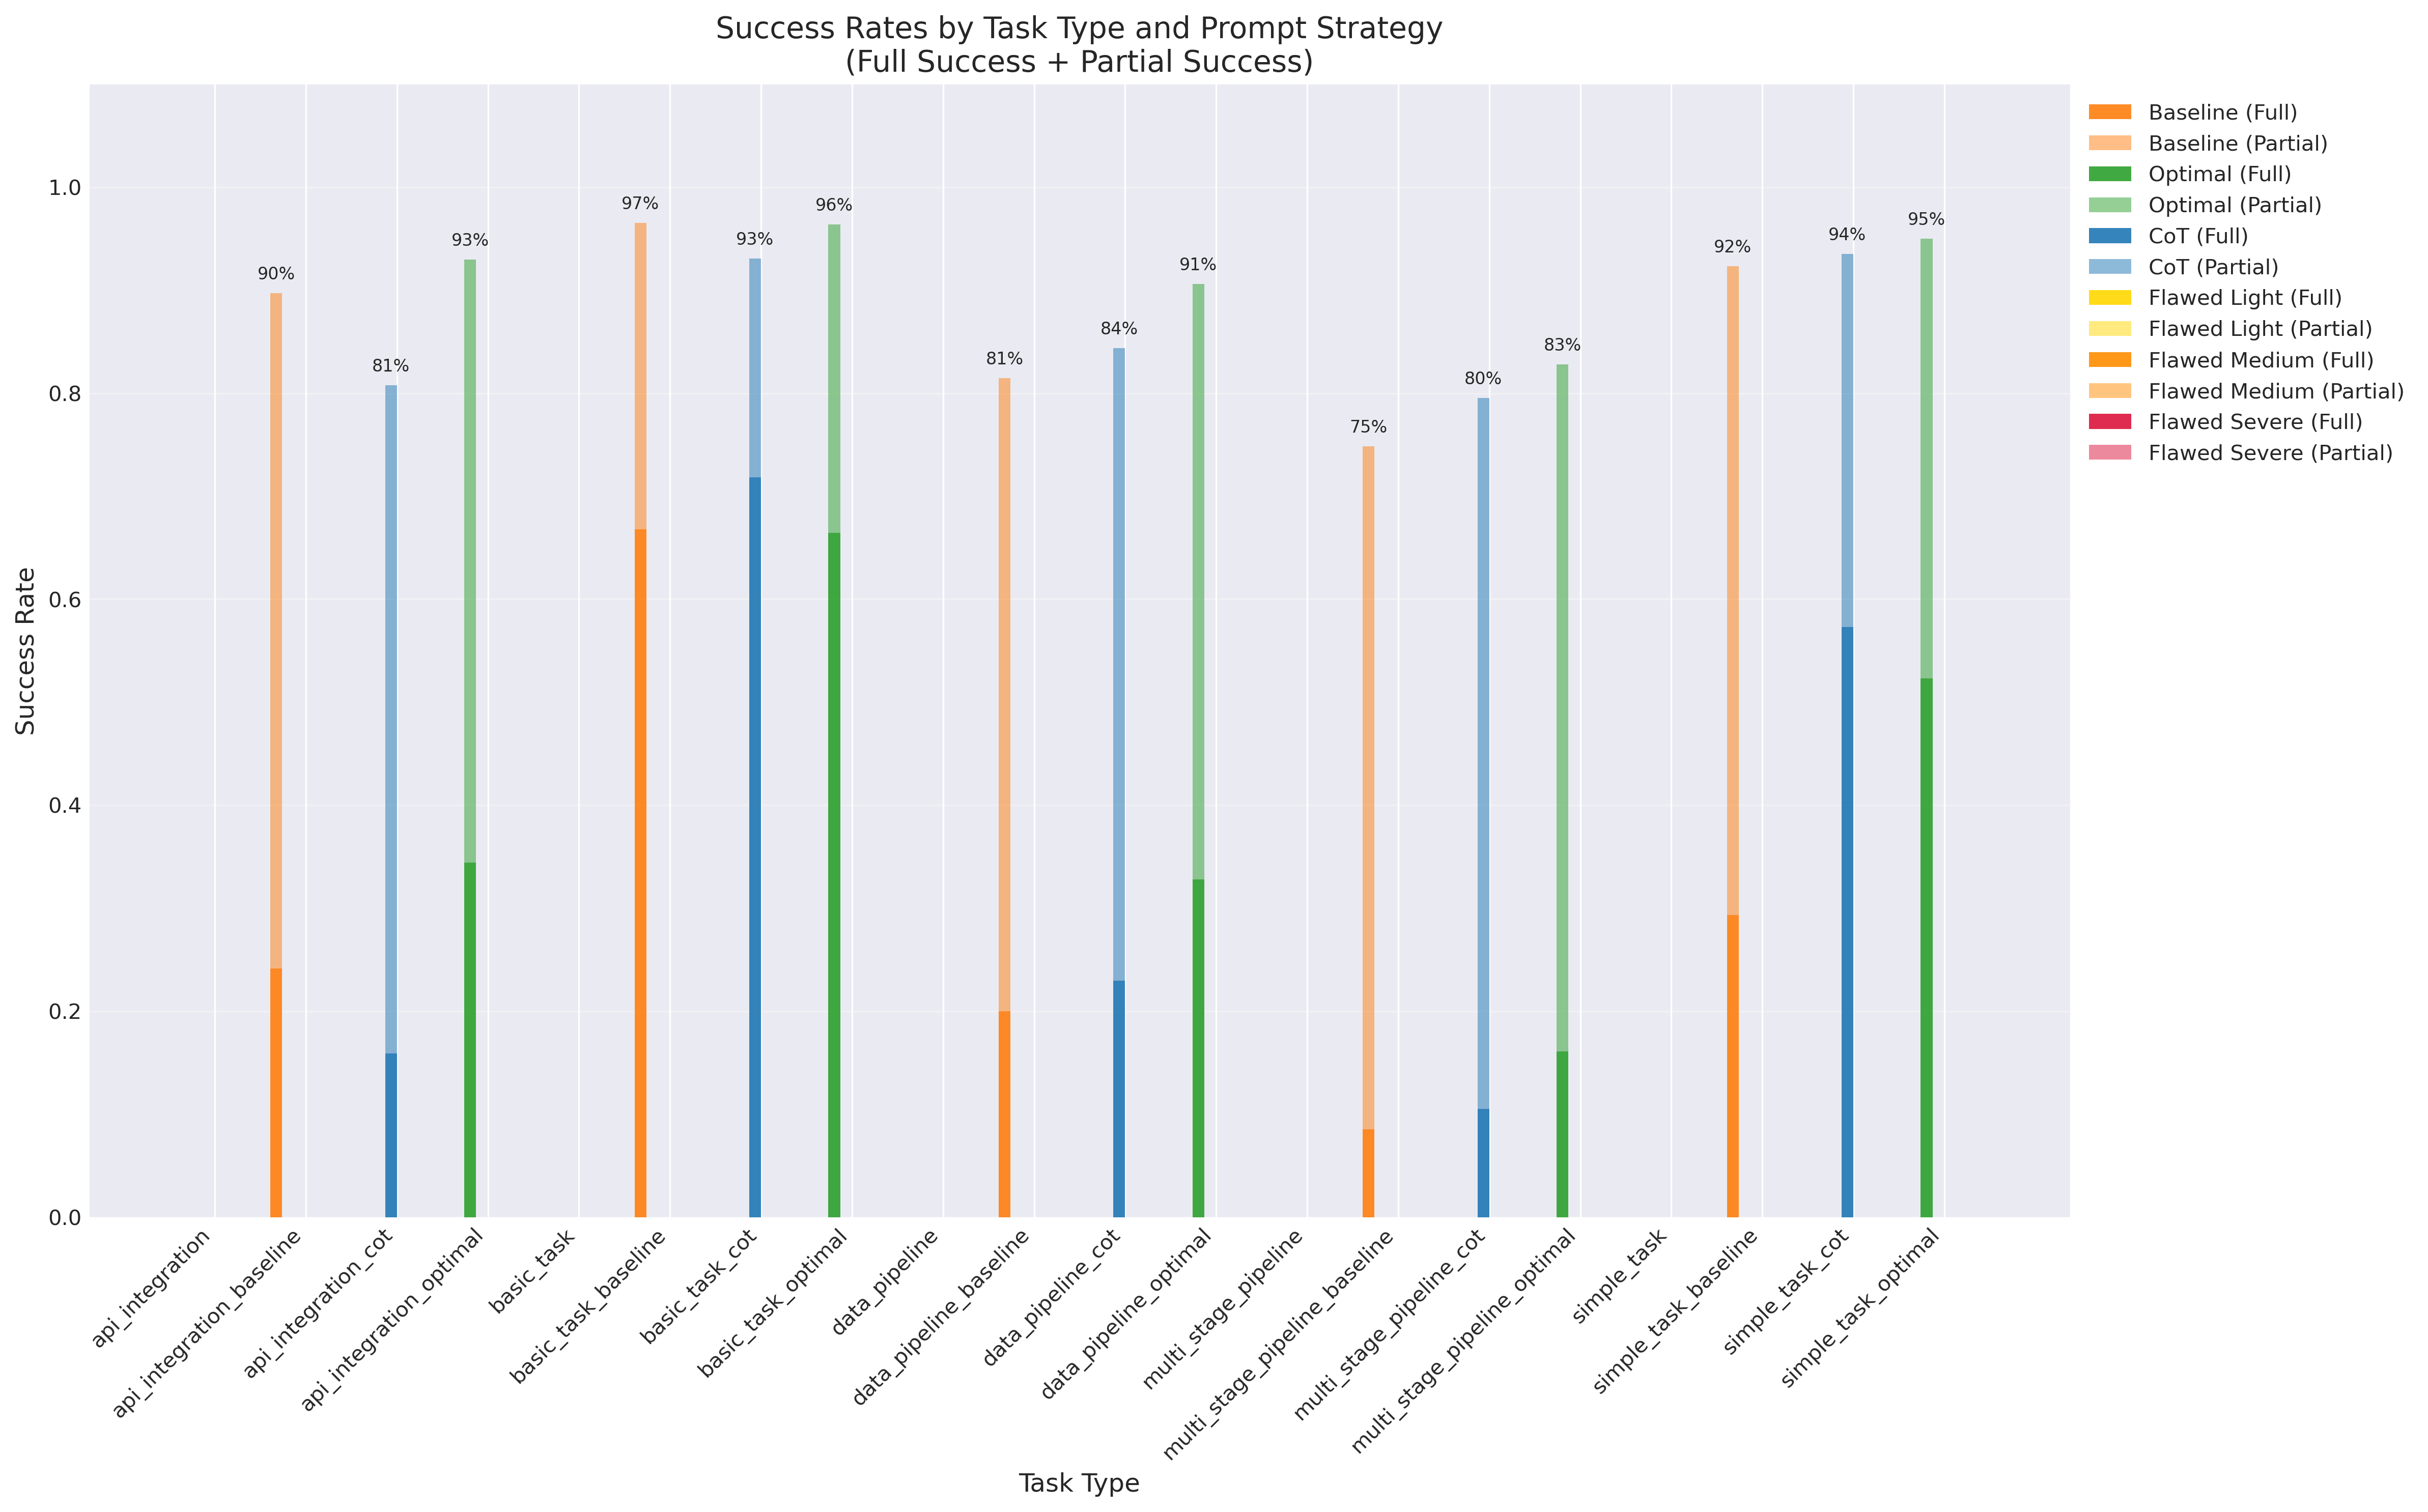 Success Rates by Task Type and Prompt Strategy
(Full Success + Partial Success)
Success Rate
1.0
0.8
0.6
0.4
0.2
0.0
90%
81%
93%
97%
93%
96%
81%
84%
91%
75%
80%
83%
92%
94%
95%
api_integration
api_integration_baseline
api_integration_cot
api_integration_optimal
basic_task
basic_task_baseline
basic_task_cot
basic_task_optimal
data_pipeline
data_pipeline_baseline
data_pipeline_cot
data_pipeline_optimal
multi_stage_pipeline
multi_stage_pipeline_baseline
multi_stage_pipeline_cot
multi_stage_pipeline_optimal
simple_task
simple_task_baseline
simple_task_cot
simple_task_optimal
Task Type
Baseline (Full)
Baseline (Partial)
Optimal (Full)
Optimal (Partial)
CoT (Full)
CoT (Partial)
Flawed Light (Full)
Flawed Light (Partial)
Flawed Medium (Full)
Flawed Medium (Partial)
Flawed Severe (Full)
Flawed Severe (Partial)